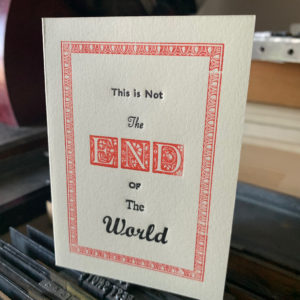 This is Not
The
END
OF
The
World